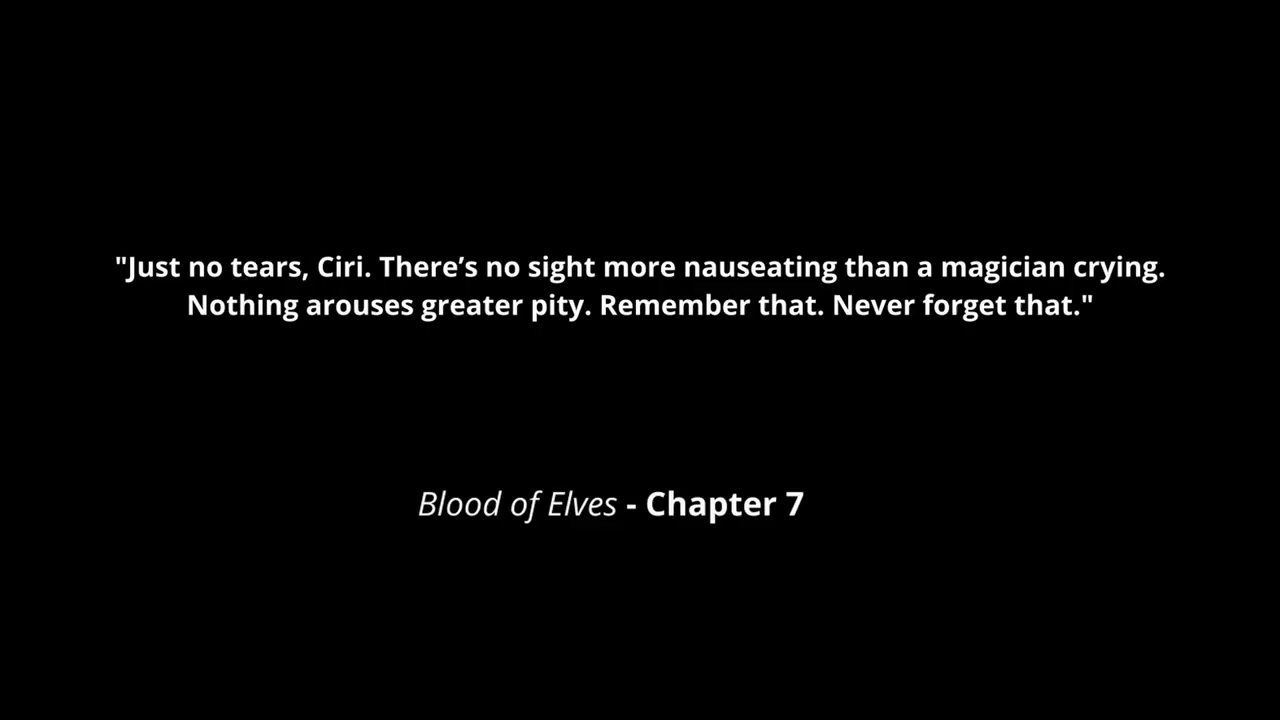 "Just no tears, Ciri. There’s no sight more nauseating than a magician crying.
Nothing arouses greater pity. Remember that. Never forget that."
Blood of Elves - Chapter 7